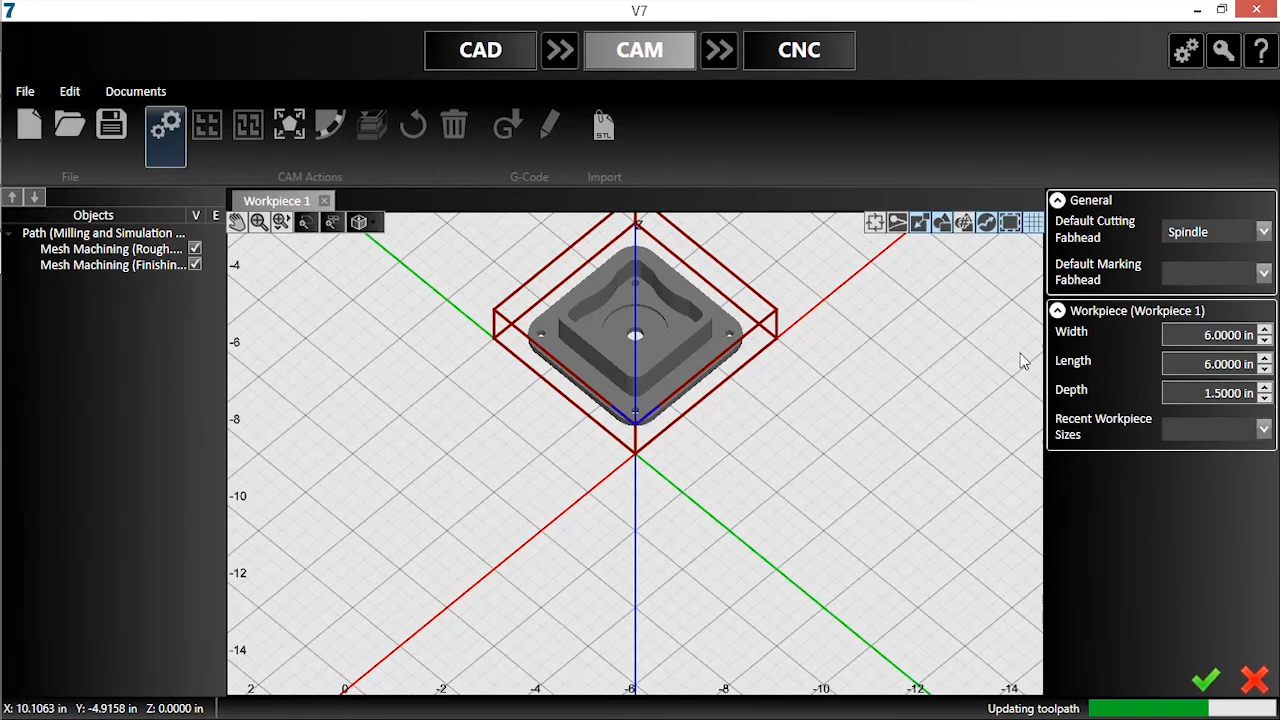 7
V7
CAD
CAM
CNC
File
Edit
Documents
STL
File
CAM Actions
G-Code
Import
Objects
V
E
Path (Milling and Simulation ...
Mesh Machining (Rough....
Mesh Machining (Finishin...
Workpiece 1
Z
-4
-6
-8
-10
-12
-14
2
0
-2
-4
-6
-8
-10
-12
-14
General
Default Cutting
Fabhead
Spindle
Default Marking
Fabhead
Workpiece (Workpiece 1)
Width
6.0000 in
Length
6.0000 in
Depth
1.5000 in
Recent Workpiece
Sizes
X: 10.1063 in Y: -4.9158 in Z: 0.0000 in
Updating toolpath